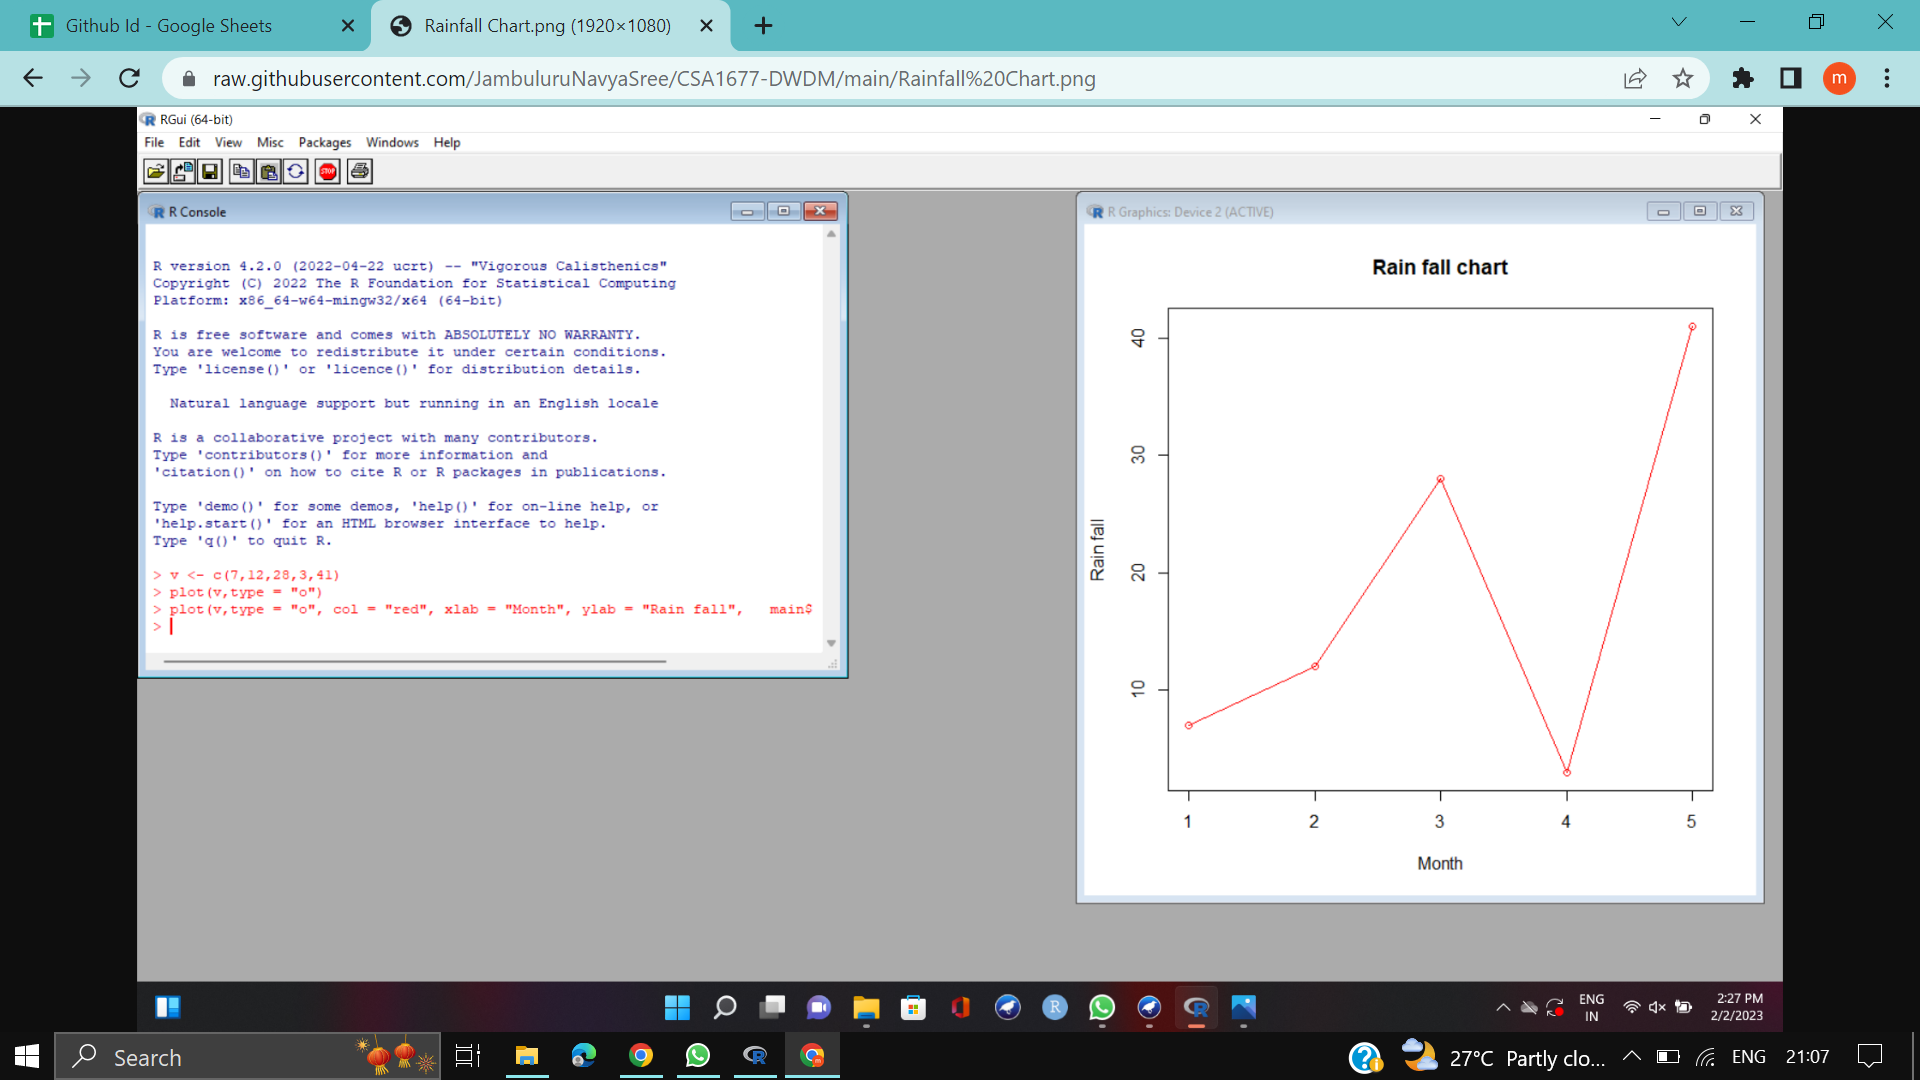 Github Id - Google Sheets
Rainfall Chart.png (1920×1080)
raw.githubusercontent.com/JambuluruNavyaSree/CSA1677-DWDM/main/Rainfall%20Chart.png
m
RGui (64-bit)
File Edit View Misc Packages Windows Help
STOP
R Console
R version 4.2.0 (2022-04-22 ucrt) -- "Vigorous Calisthenics"
Copyright (C) 2022 The R Foundation for Statistical Computing
Platform: x86_64-w64-mingw32/x64 (64-bit)
R is free software and comes with ABSOLUTELY NO WARRANTY.
You are welcome to redistribute it under certain conditions.
Type 'license()' or 'licence()' for distribution details.
Natural language support but running in an English locale
R is a collaborative project with many contributors.
Type 'contributors()' for more information and
'citation()' on how to cite R or R packages in publications.
Type 'demo()' for some demos, 'help()' for on-line help, or
'help.start()' for an HTML browser interface to help.
Type 'q()' to quit R.
> v <- c(7,12,28,3,41)
> plot(v,type = "o")
> plot(v,type = "o", col = "red", xlab = "Month", ylab = "Rain fall",   main$
>
R Graphics: Device 2 (ACTIVE)
Rain fall chart
40
30
20
10
Rain fall
1 2 3 4 5
Month
ENG
IN
2:27 PM
2/2/2023
Search
27°C Partly clo...
ENG
21:07